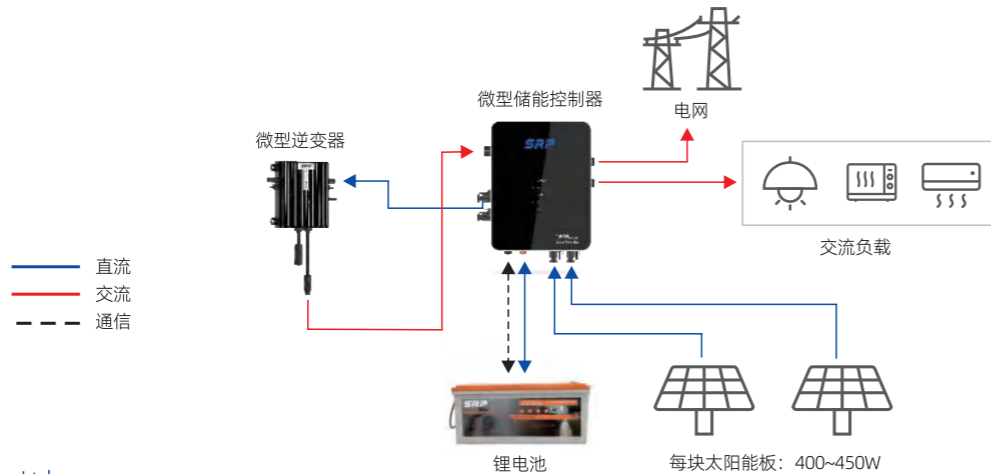 电网
微型储能控制器
微型逆变器
SRP
交流负载
直流
交流
通信
SRP
锂电池
每块太阳能板：400~450W